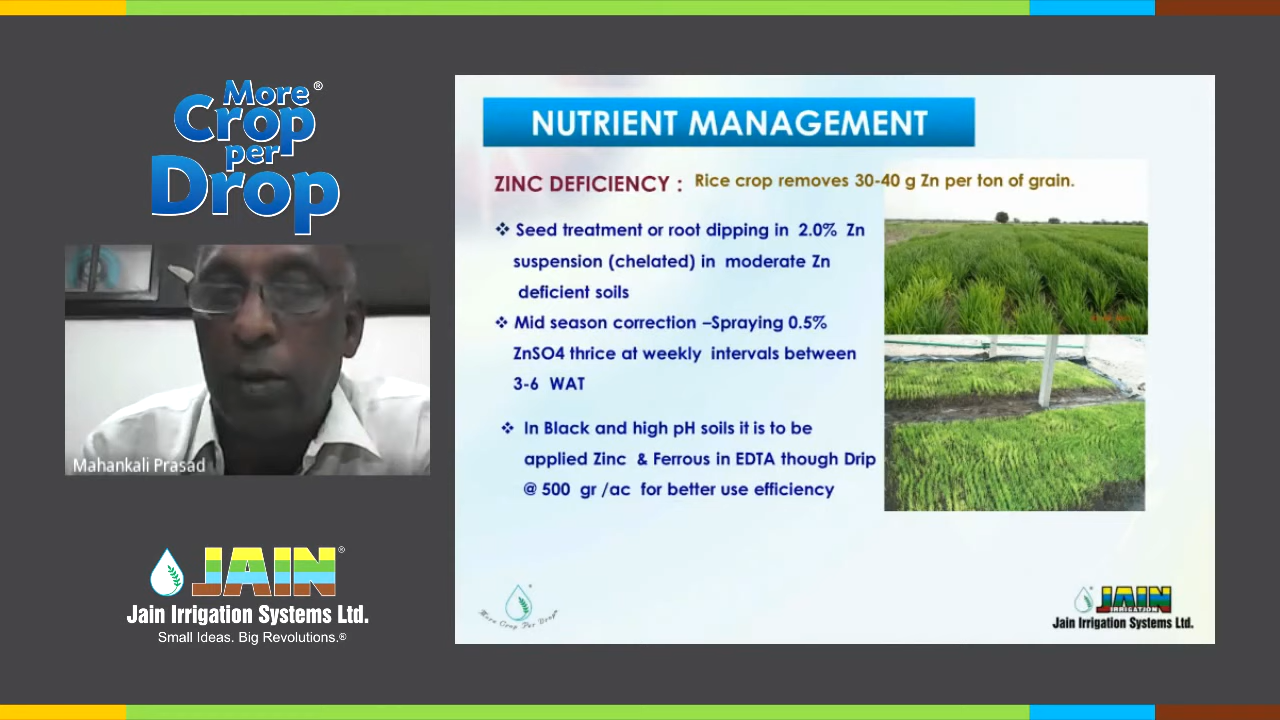 More®
Crop
per
Drop
Mahankali Prasad
JAIN®
Jain Irrigation Systems Ltd.
Small Ideas. Big Revolutions.®
NUTRIENT MANAGEMENT
ZINC DEFICIENCY : Rice crop removes 30-40 g Zn per ton of grain.
❖ Seed treatment or root dipping in 2.0% Zn
suspension (chelated) in moderate Zn
deficient soils
❖ Mid season correction –Spraying 0.5%
ZnSO4 thrice at weekly intervals between
3-6 WAT
❖ In Black and high pH soils it is to be
applied Zinc & Ferrous in EDTA though Drip
@ 500 gr /ac for better use efficiency
More Crop Per Drop
JAIN
IRRIGATION
Jain Irrigation Systems Ltd.